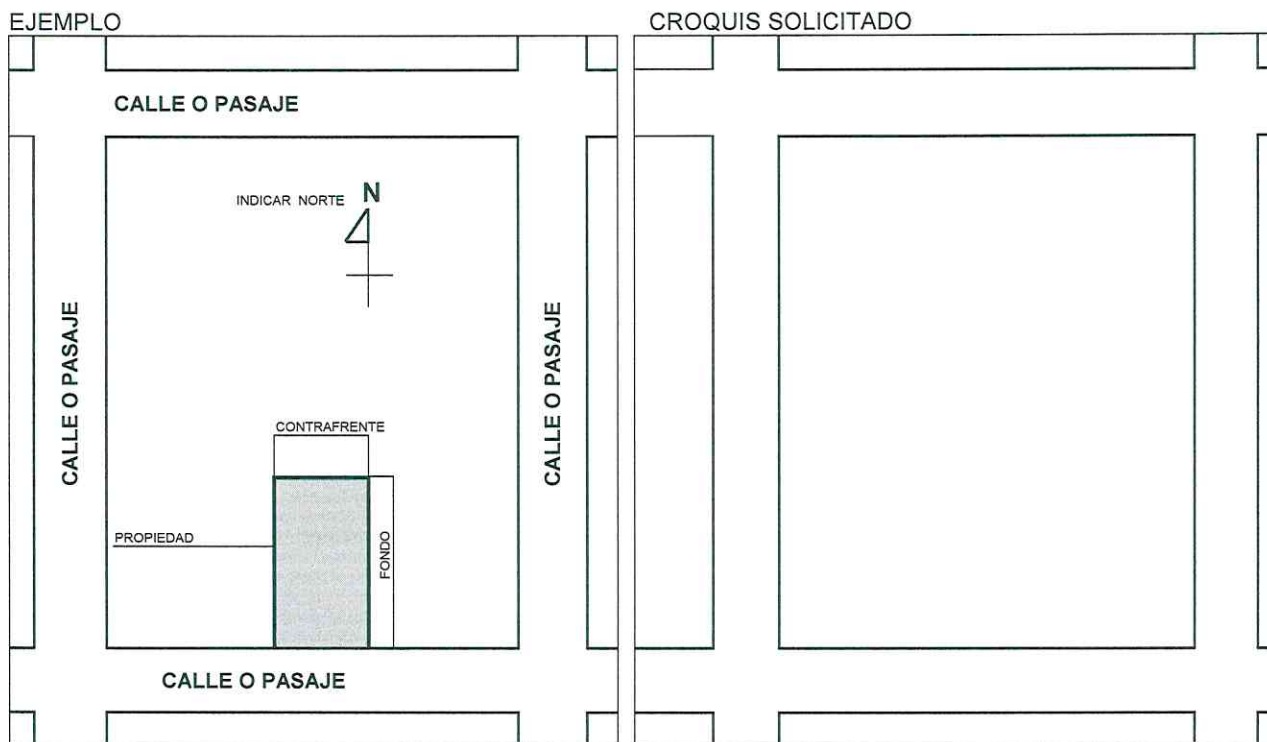 EJEMPLO
CROQUIS SOLICITADO
CALLE O PASAJE
INDICAR NORTE
N
CALLE O PASAJE
CALLE O PASAJE
CONTRAFRENTE
PROPIEDAD
FONDO
CALLE O PASAJE